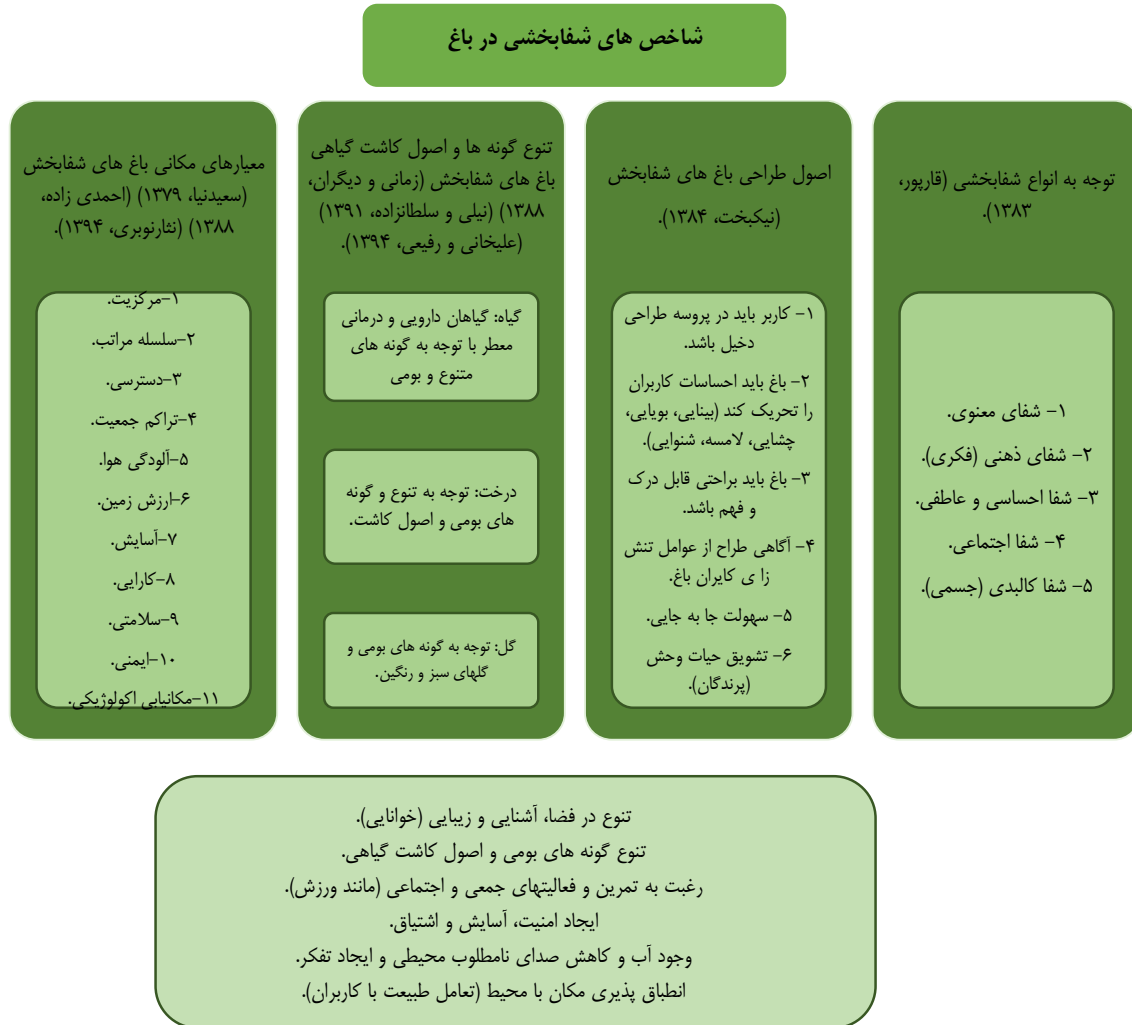 شاخص های شفابخشی در باغ
توجه به انواع شفابخشی (قارپور،
۱۳۸۳).
۱- شفای معنوی.
۲- شفای ذهنی (فکری).
۳- شفا احساسی و عاطفی.
۴- شفا اجتماعی.
۵- شفا کالبدی (جسمی).
اصول طراحی باغ های شفابخش
(نیکبخت، ۱۳۸۴).
۱- کاربر باید در پروسه طراحی
دخیل باشد.
۲- باغ باید احساسات کاربران
را تحریک کند (بینایی، بویایی،
چشایی، لامسه، شنوایی).
۳- باغ باید براحتی قابل درک
و فهم باشد.
۴- آگاهی طراح از عوامل تنش
زا ی کایران باغ.
۵- سهولت جا به جایی.
۶- تشویق حیات وحش
(پرندگان).
تنوع گونه ها و اصول کاشت گیاهی
باغ های شفابخش (زمانی و دیگران،
۱۳۸۸) (نیلی و سلطانزاده، ۱۳۹۱)
(علیخانی و رفیعی، ۱۳۹۴).
گیاه: گیاهان دارویی و درمانی
معطر با توجه به گونه های
متنوع و بومی
درخت: توجه به تنوع و گونه
های بومی و اصول کاشت.
گل: توجه به گونه های بومی و
گلهای سبز و رنگین.
معیارهای مکانی باغ های شفابخش
(سعیدنیا، ۱۳۷۹) (احمدی زاده،
۱۳۸۸) (نثارنوبری، ۱۳۹۴).
۱-مرکزیت.
۲-سلسله مراتب.
۳-دسترسی.
۴-تراکم جمعیت.
۵-آلودگی هوا.
۶-ارزش زمین.
۷-آسایش.
۸-کارایی.
۹-سلامتی.
۱۰-ایمنی.
۱۱-مکانیابی اکولوژیکی.
تنوع در فضا، آشنایی و زیبایی (خوانایی).
تنوع گونه های بومی و اصول کاشت گیاهی.
رغبت به تمرین و فعالیتهای جمعی و اجتماعی (مانند ورزش).
ایجاد امنیت، آسایش و اشتیاق.
وجود آب و کاهش صدای نامطلوب محیطی و ایجاد تفکر.
انطباق پذیری مکان با محیط (تعامل طبیعت با کاربران).